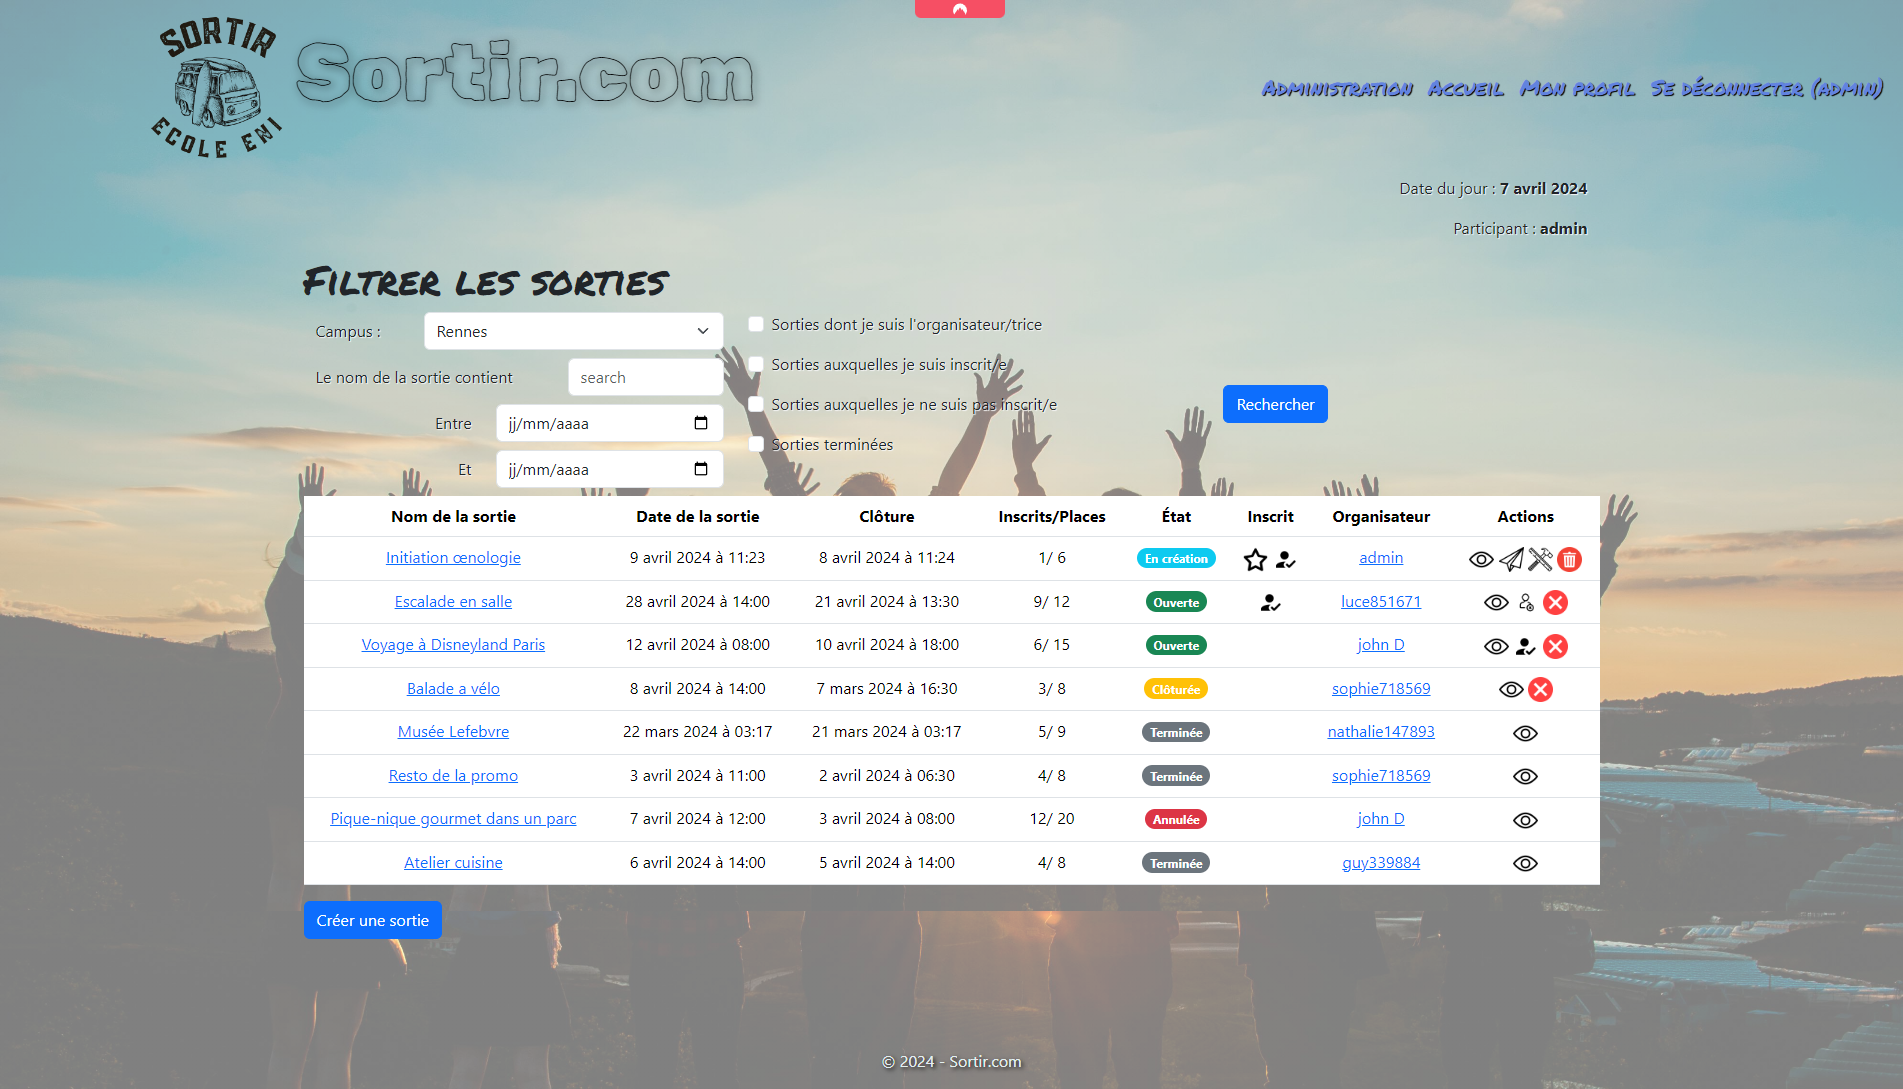 SORTIR
ECOLE ENI
Sortir.com
Administration Accueil Mon profil Se déconnecter (admin)
Date du jour : 7 avril 2024
Participant : admin
Filtrer les sorties
Campus : Rennes
Sorties dont je suis l'organisateur/trice
Le nom de la sortie contient search
Sorties auxquelles je suis inscrit/e
Entre jj/mm/aaaa
Sorties auxquelles je ne suis pas inscrit/e
Rechercher
Et jj/mm/aaaa
Sorties terminées
Nom de la sortie Date de la sortie Clôture Inscrits/Places État Inscrit Organisateur Actions
Initiation œnologie 9 avril 2024 à 11:23 8 avril 2024 à 11:24 1/ 6 En création admin
Escalade en salle 28 avril 2024 à 14:00 21 avril 2024 à 13:30 9/ 12 Ouverte luce851671
Voyage à Disneyland Paris 12 avril 2024 à 08:00 10 avril 2024 à 18:00 6/ 15 Ouverte john D
Balade a vélo 8 avril 2024 à 14:00 7 mars 2024 à 16:30 3/ 8 Clôturée sophie718569
Musée Lefebvre 22 mars 2024 à 03:17 21 mars 2024 à 03:17 5/ 9 Terminée nathalie147893
Resto de la promo 3 avril 2024 à 11:00 2 avril 2024 à 06:30 4/ 8 Terminée sophie718569
Pique-nique gourmet dans un parc 7 avril 2024 à 12:00 3 avril 2024 à 08:00 12/ 20 Annulée john D
Atelier cuisine 6 avril 2024 à 14:00 5 avril 2024 à 14:00 4/ 8 Terminée guy339884
Créer une sortie
© 2024 - Sortir.com